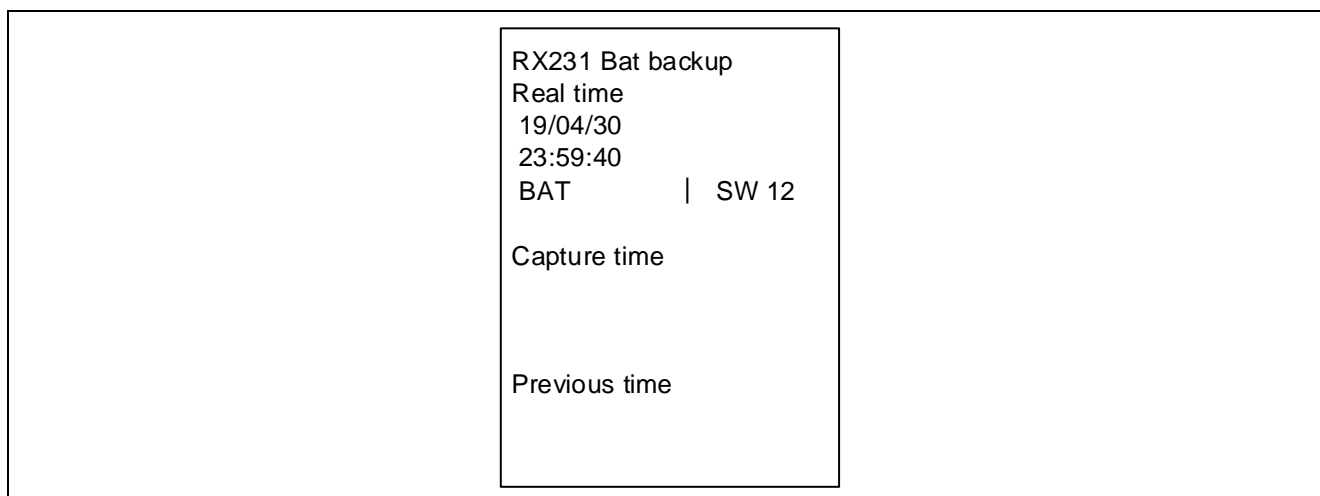 RX231 Bat backup
Real time
19/04/30
23:59:40
BAT | SW 12
Capture time
Previous time